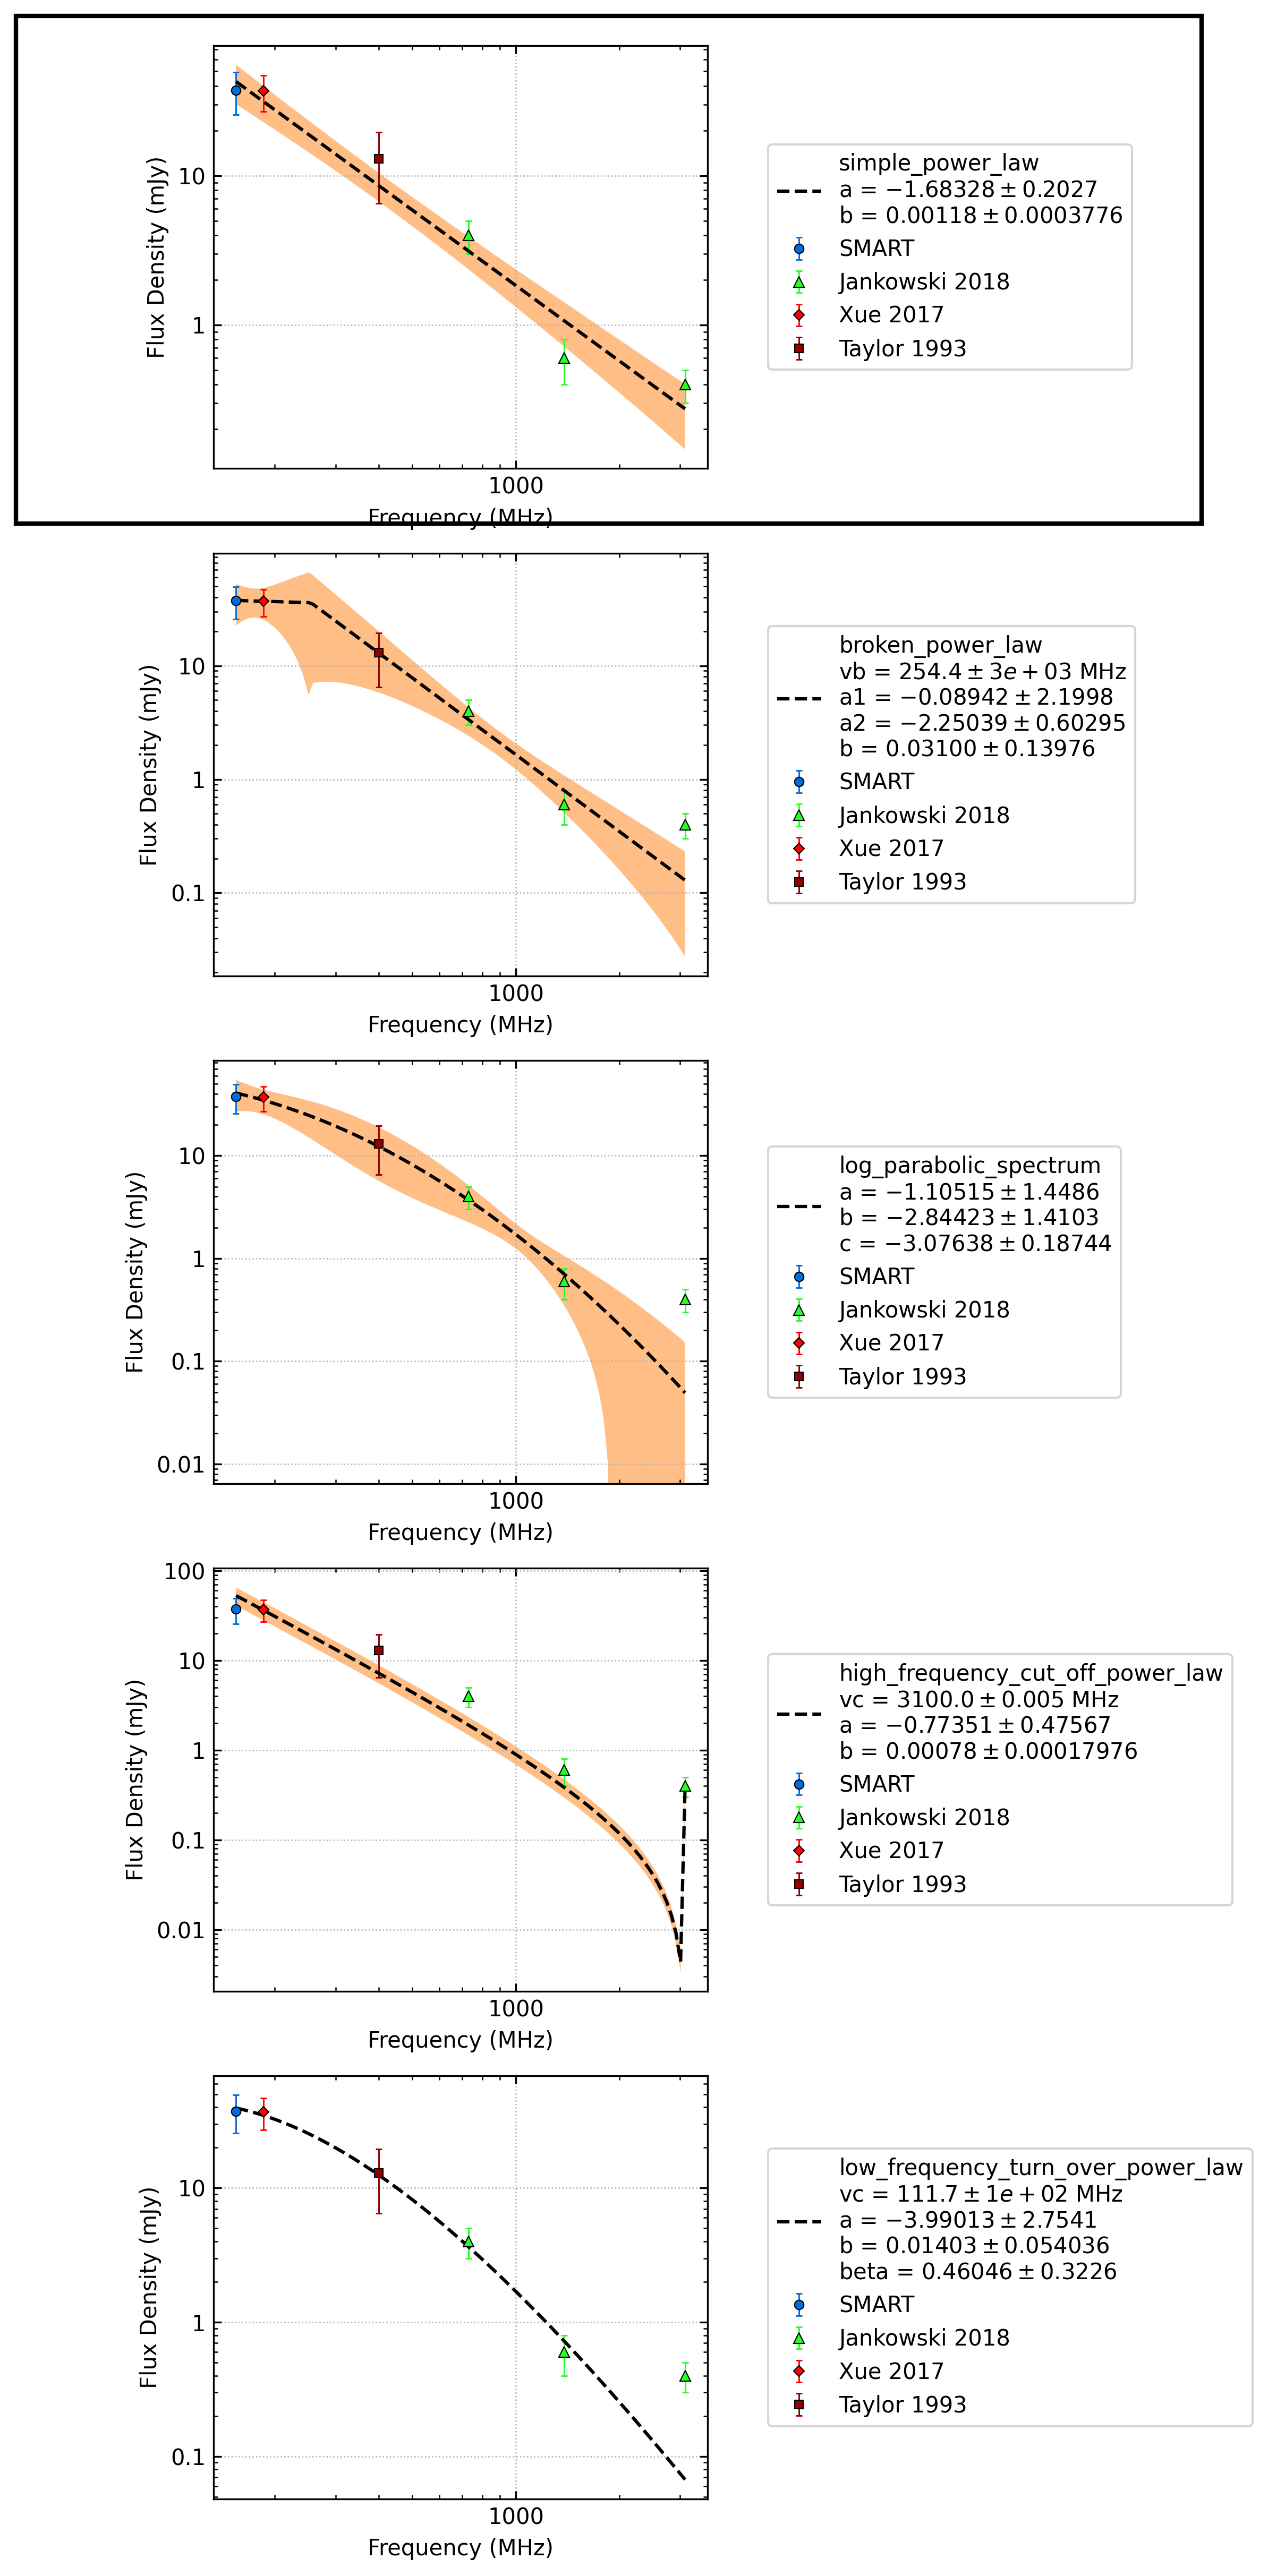 10
1
Flux Density (mJy)
1000
Frequency (MHz)
simple_power_law
a = −1.68328 ± 0.2027
b = 0.00118 ± 0.0003776
SMART
Jankowski 2018
Xue 2017
Taylor 1993
10
1
0.1
Flux Density (mJy)
1000
Frequency (MHz)
broken_power_law
vb = 254.4 ± 3e + 03 MHz
a1 = −0.08942 ± 2.1998
a2 = −2.25039 ± 0.60295
b = 0.03100 ± 0.13976
SMART
Jankowski 2018
Xue 2017
Taylor 1993
10
1
0.1
0.01
Flux Density (mJy)
1000
Frequency (MHz)
log_parabolic_spectrum
a = −1.10515 ± 1.4486
b = −2.84423 ± 1.4103
c = −3.07638 ± 0.18744
SMART
Jankowski 2018
Xue 2017
Taylor 1993
100
10
1
0.1
0.01
Flux Density (mJy)
1000
Frequency (MHz)
high_frequency_cut_off_power_law
vc = 3100.0 ± 0.005 MHz
a = −0.77351 ± 0.47567
b = 0.00078 ± 0.00017976
SMART
Jankowski 2018
Xue 2017
Taylor 1993
10
1
0.1
Flux Density (mJy)
1000
Frequency (MHz)
low_frequency_turn_over_power_law
vc = 111.7 ± 1e + 02 MHz
a = −3.99013 ± 2.7541
b = 0.01403 ± 0.054036
beta = 0.46046 ± 0.3226
SMART
Jankowski 2018
Xue 2017
Taylor 1993